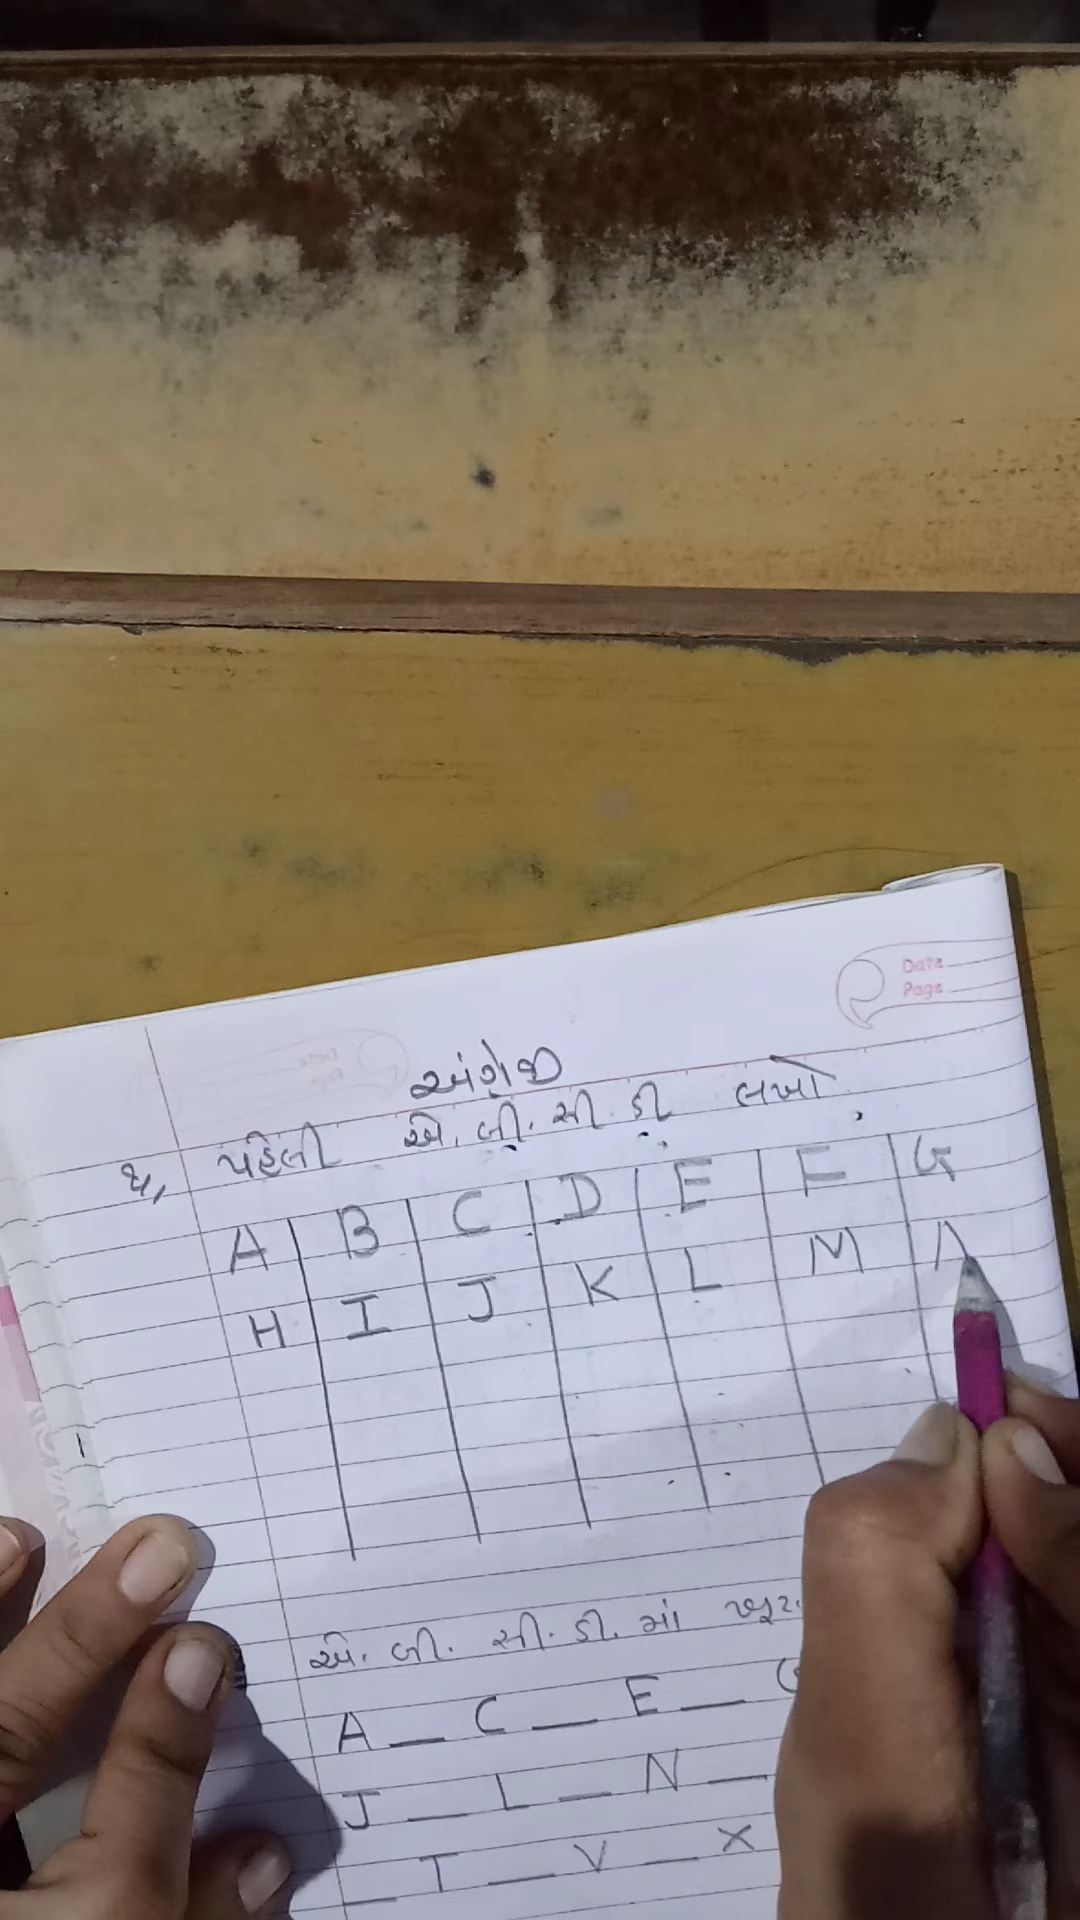 Date
Page
અંગ્રેજી
પહેલી એ. બી. સી. ડી લખો
A B C D E F G
H I J K L M
એ. બી. સી. ડી. માં
A _ C _ E _
J _ L _ N _
_ T _ V _ X